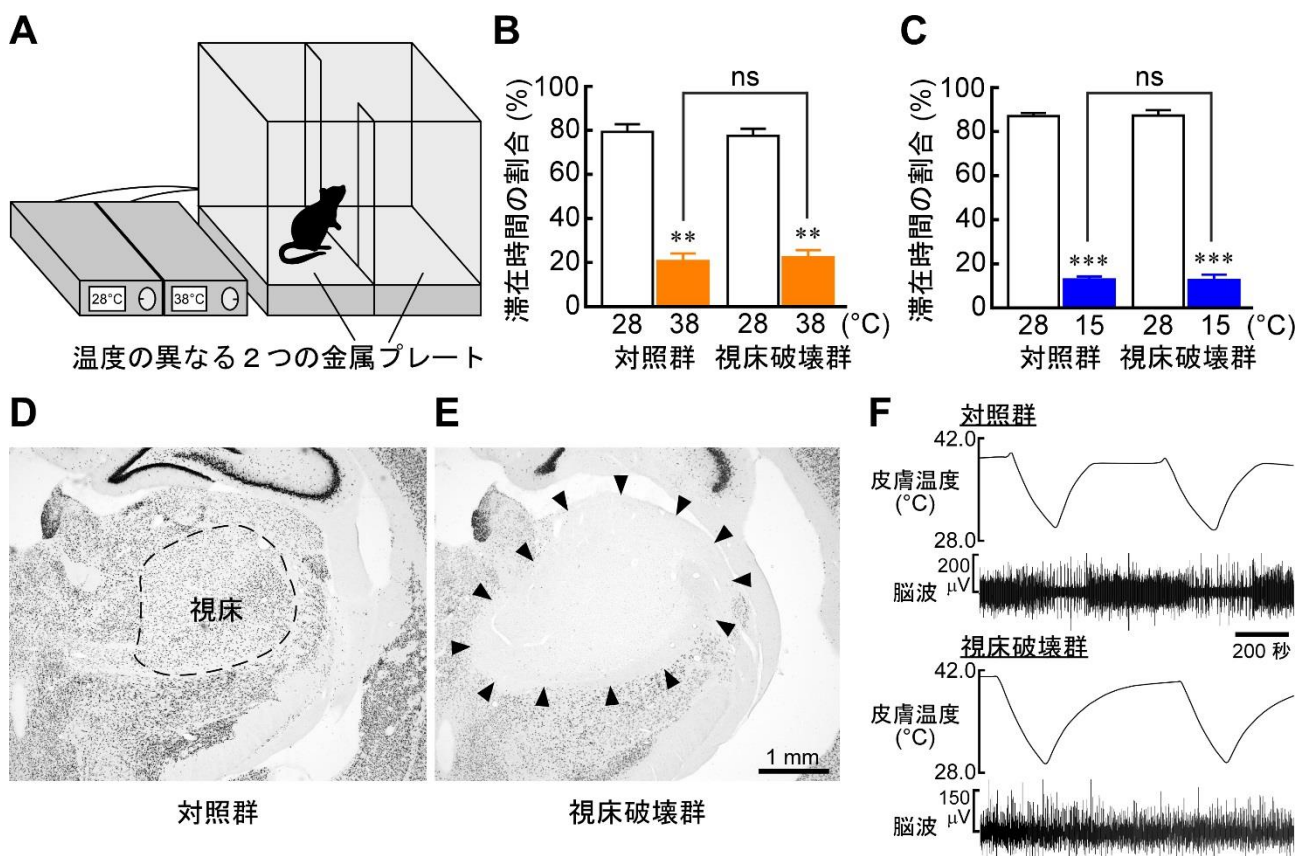 A
28°C
38°C
温度の異なる2つの金属プレート
B
滞在時間の割合 (%)
100
80
60
40
20
0
ns
**
**
28 38 28 38 (°C)
対照群 視床破壊群
C
滞在時間の割合 (%)
100
80
60
40
20
0
ns
***
***
28 15 28 15 (°C)
対照群 視床破壊群
D
視床
対照群
E
1 mm
視床破壊群
F
対照群
42.0
皮膚温度
(°C)
28.0
200
μV
脳波
200 秒
視床破壊群
42.0
皮膚温度
(°C)
28.0
150
μV
脳波